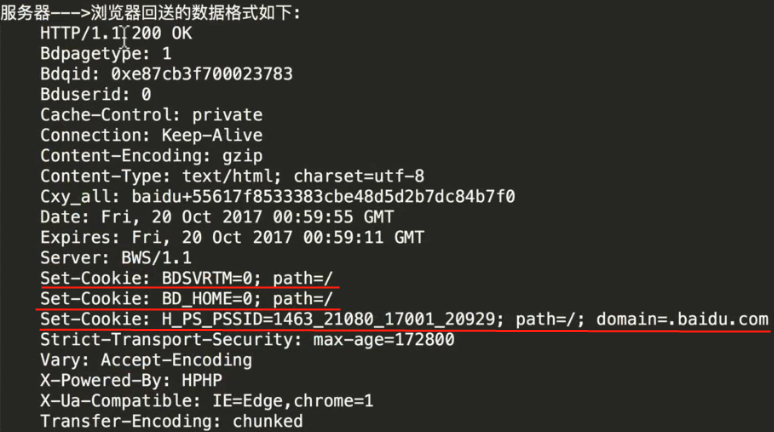 服务器--->浏览器回送的数据格式如下:
HTTP/1.1 200 OK
Bdpagetype: 1
Bdqid: 0xe87cb3f700023783
Bduserid: 0
Cache-Control: private
Connection: Keep-Alive
Content-Encoding: gzip
Content-Type: text/html; charset=utf-8
Cxy_all: baidu+55617f8533383cbe48d5d2b7dc84b7f0
Date: Fri, 20 Oct 2017 00:59:55 GMT
Expires: Fri, 20 Oct 2017 00:59:11 GMT
Server: BWS/1.1
Set-Cookie: BDSVRTM=0; path=/
Set-Cookie: BD_HOME=0; path=/
Set-Cookie: H_PS_PSSID=1463_21080_17001_20929; path=/; domain=.baidu.com
Strict-Transport-Security: max-age=172800
Vary: Accept-Encoding
X-Powered-By: HPHP
X-Ua-Compatible: IE=Edge,chrome=1
Transfer-Encoding: chunked